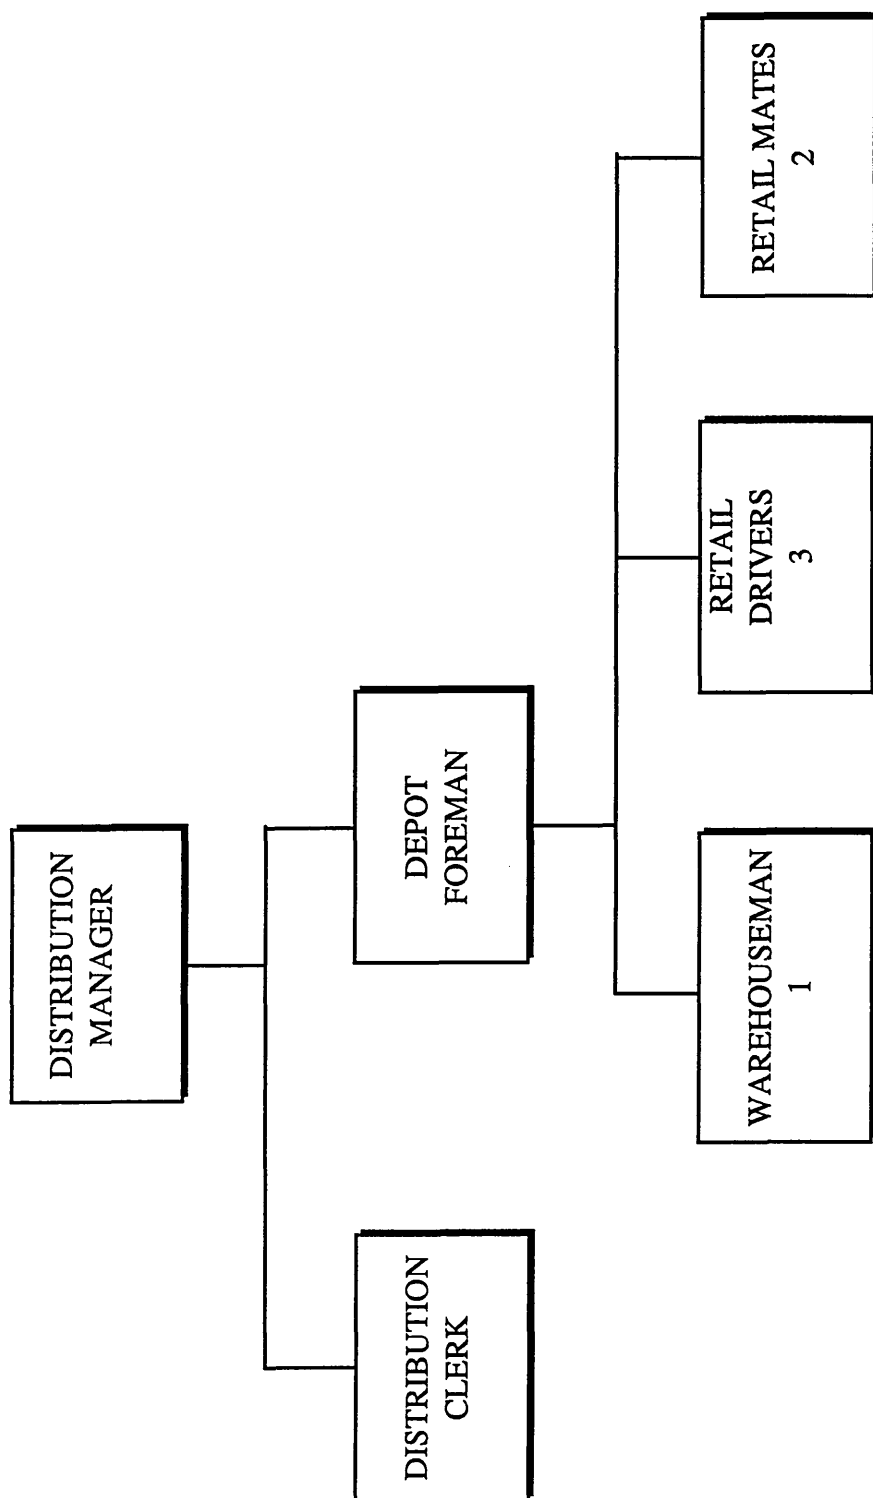 DISTRIBUTION
MANAGER
DISTRIBUTION
CLERK
DEPOT
FOREMAN
WAREHOUSEMAN
1
RETAIL
DRIVERS
3
RETAIL MATES
2